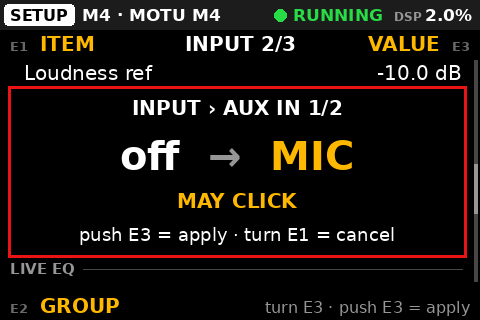 SETUP M4 · MOTU M4 RUNNING DSP 2.0%
E1 ITEM INPUT 2/3 VALUE E3
Loudness ref -10.0 dB
INPUT › AUX IN 1/2
off → MIC
MAY CLICK
push E3 = apply · turn E1 = cancel
LIVE EQ
E2 GROUP turn E3 · push E3 = apply